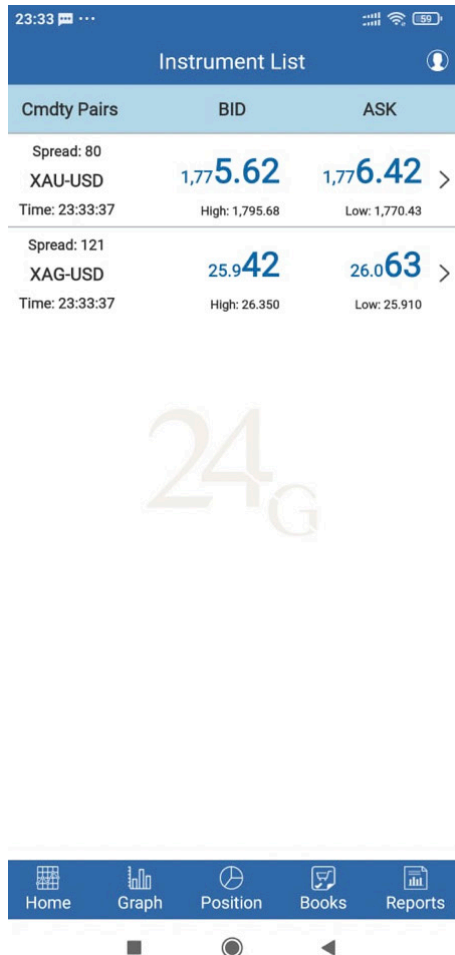 23:33 ...
59
Instrument List
Cmdty Pairs BID ASK
Spread: 80
XAU-USD 1,775.62 1,776.42
Time: 23:33:37 High: 1,795.68 Low: 1,770.43
Spread: 121
XAG-USD 25.942 26.063
Time: 23:33:37 High: 26.350 Low: 25.910
24G
Home Graph Position Books Reports